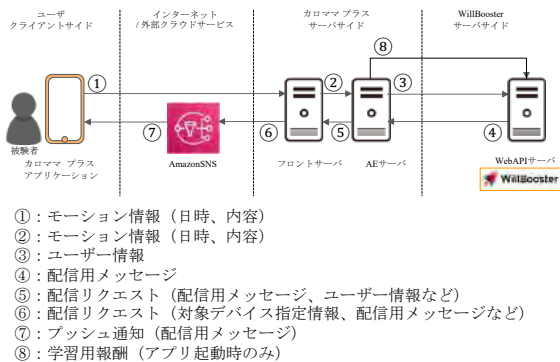 ユーザ
クライアントサイド
インターネット
/外部クラウドサービス
カロママ プラス
サーバサイド
WillBooster
サーバサイド
⑧
①
②
③
⑦
⑥
⑤
④
被験者
カロママ プラス
アプリケーション
AmazonSNS
フロントサーバ
AEサーバ
WebAPIサーバ
WillBooster
①：モーション情報（日時、内容）
②：モーション情報（日時、内容）
③：ユーザー情報
④：配信用メッセージ
⑤：配信リクエスト（配信用メッセージ、ユーザー情報など）
⑥：配信リクエスト（対象デバイス指定情報、配信用メッセージなど）
⑦：プッシュ通知（配信用メッセージ）
⑧：学習用報酬（アプリ起動時のみ）